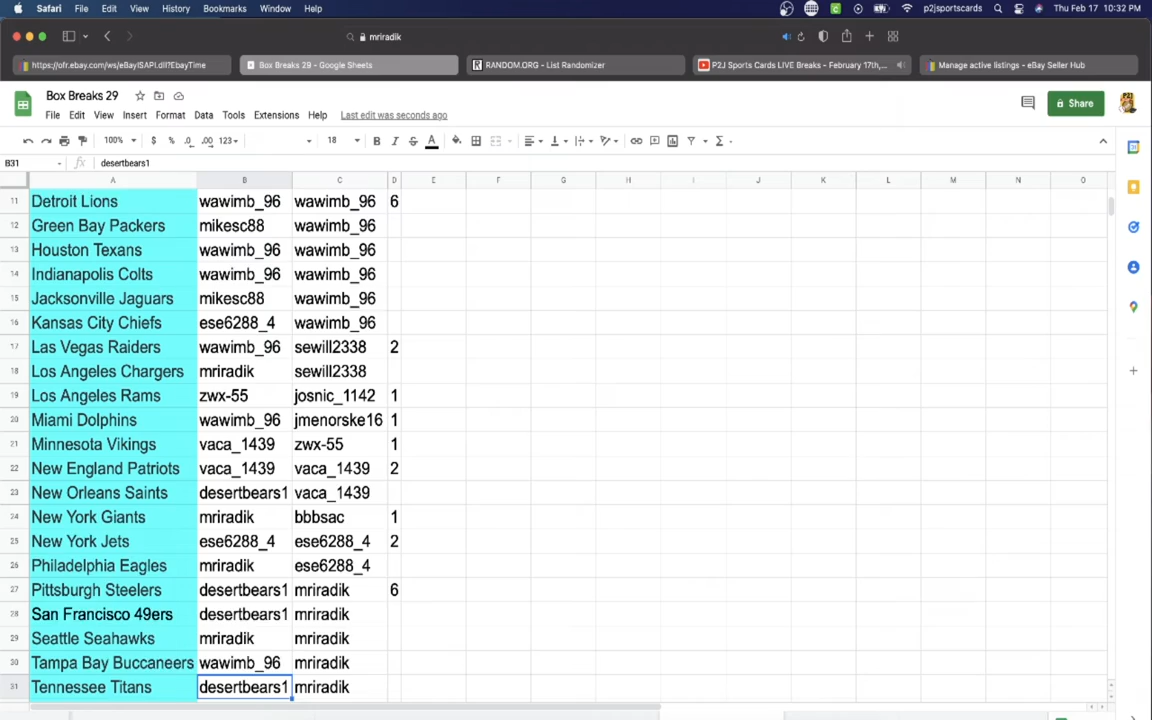 Safari File Edit View History Bookmarks Window Help p2jsportscards Thu Feb 17 10:32 PM
mriradik
https://ofr.ebay.com/ws/eBayISAPI.dll?EbayTime Box Breaks 29 - Google Sheets RANDOM.ORG - List Randomizer P2J Sports Cards LIVE Breaks - February 17th,... Manage active listings - eBay Seller Hub
Box Breaks 29
File Edit View Insert Format Data Tools Extensions Help Last edit was seconds ago Share
100% $ % .0 .00 123 18 B I S A
B31 fx desertbears1
A B C D E F G H I J K L M N O
11 Detroit Lions wawimb_96 wawimb_96 6
12 Green Bay Packers mikesc88 wawimb_96
13 Houston Texans wawimb_96 wawimb_96
14 Indianapolis Colts wawimb_96 wawimb_96
15 Jacksonville Jaguars mikesc88 wawimb_96
16 Kansas City Chiefs ese6288_4 wawimb_96
17 Las Vegas Raiders wawimb_96 sewill2338 2
18 Los Angeles Chargers mriradik sewill2338
19 Los Angeles Rams zwx-55 josnic_1142 1
20 Miami Dolphins wawimb_96 jmenorske16 1
21 Minnesota Vikings vaca_1439 zwx-55 1
22 New England Patriots vaca_1439 vaca_1439 2
23 New Orleans Saints desertbears1 vaca_1439
24 New York Giants mriradik bbbsac 1
25 New York Jets ese6288_4 ese6288_4 2
26 Philadelphia Eagles mriradik ese6288_4
27 Pittsburgh Steelers desertbears1 mriradik 6
28 San Francisco 49ers desertbears1 mriradik
29 Seattle Seahawks mriradik mriradik
30 Tampa Bay Buccaneers wawimb_96 mriradik
31 Tennessee Titans desertbears1 mriradik